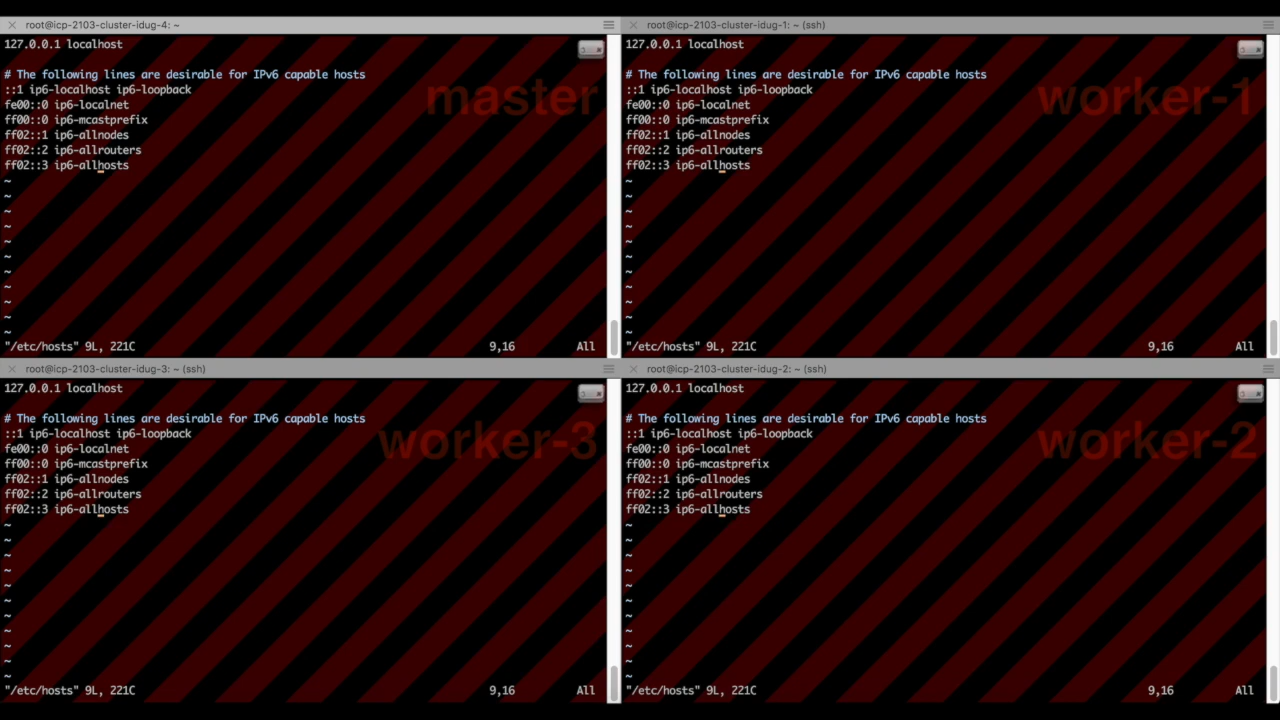 root@icp-2103-cluster-idug-4: ~
127.0.0.1 localhost
# The following lines are desirable for IPv6 capable hosts
::1 ip6-localhost ip6-loopback
fe00::0 ip6-localnet
ff00::0 ip6-mcastprefix
ff02::1 ip6-allnodes
ff02::2 ip6-allrouters
ff02::3 ip6-allhosts
~
~
~
~
~
~
~
~
~
~
~
"/etc/hosts" 9L, 221C 9,16 All
master
root@icp-2103-cluster-idug-1: ~ (ssh)
127.0.0.1 localhost
# The following lines are desirable for IPv6 capable hosts
::1 ip6-localhost ip6-loopback
fe00::0 ip6-localnet
ff00::0 ip6-mcastprefix
ff02::1 ip6-allnodes
ff02::2 ip6-allrouters
ff02::3 ip6-allhosts
~
~
~
~
~
~
~
~
~
~
~
"/etc/hosts" 9L, 221C 9,16 All
worker-1
root@icp-2103-cluster-idug-3: ~ (ssh)
127.0.0.1 localhost
# The following lines are desirable for IPv6 capable hosts
::1 ip6-localhost ip6-loopback
fe00::0 ip6-localnet
ff00::0 ip6-mcastprefix
ff02::1 ip6-allnodes
ff02::2 ip6-allrouters
ff02::3 ip6-allhosts
~
~
~
~
~
~
~
~
~
~
~
"/etc/hosts" 9L, 221C 9,16 All
worker-3
root@icp-2103-cluster-idug-2: ~ (ssh)
127.0.0.1 localhost
# The following lines are desirable for IPv6 capable hosts
::1 ip6-localhost ip6-loopback
fe00::0 ip6-localnet
ff00::0 ip6-mcastprefix
ff02::1 ip6-allnodes
ff02::2 ip6-allrouters
ff02::3 ip6-allhosts
~
~
~
~
~
~
~
~
~
~
~
"/etc/hosts" 9L, 221C 9,16 All
worker-2